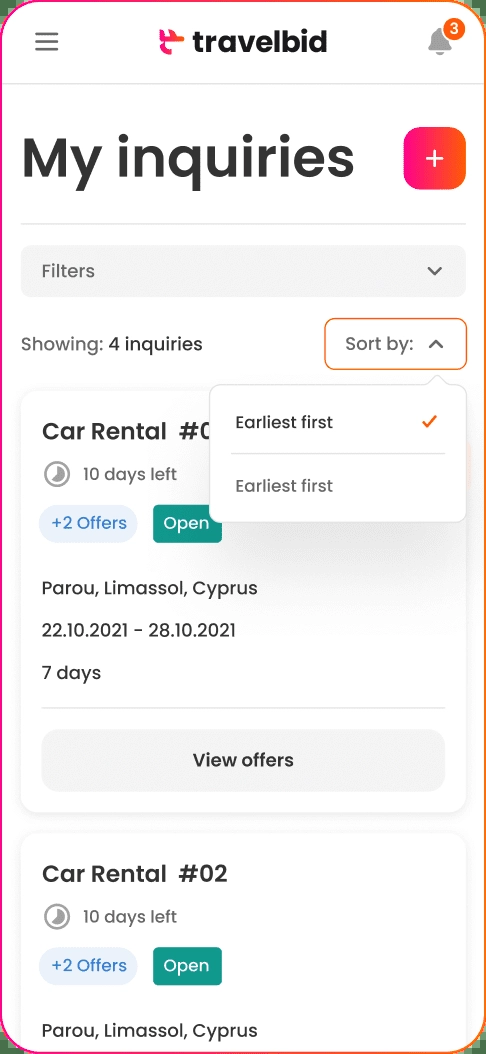 travelbid
3
My inquiries
+
Filters
Showing: 4 inquiries
Sort by:
Earliest first
Earliest first
Car Rental
10 days left
+2 Offers
Open
Parou, Limassol, Cyprus
22.10.2021 - 28.10.2021
7 days
View offers
Car Rental #02
10 days left
+2 Offers
Open
Parou, Limassol, Cyprus